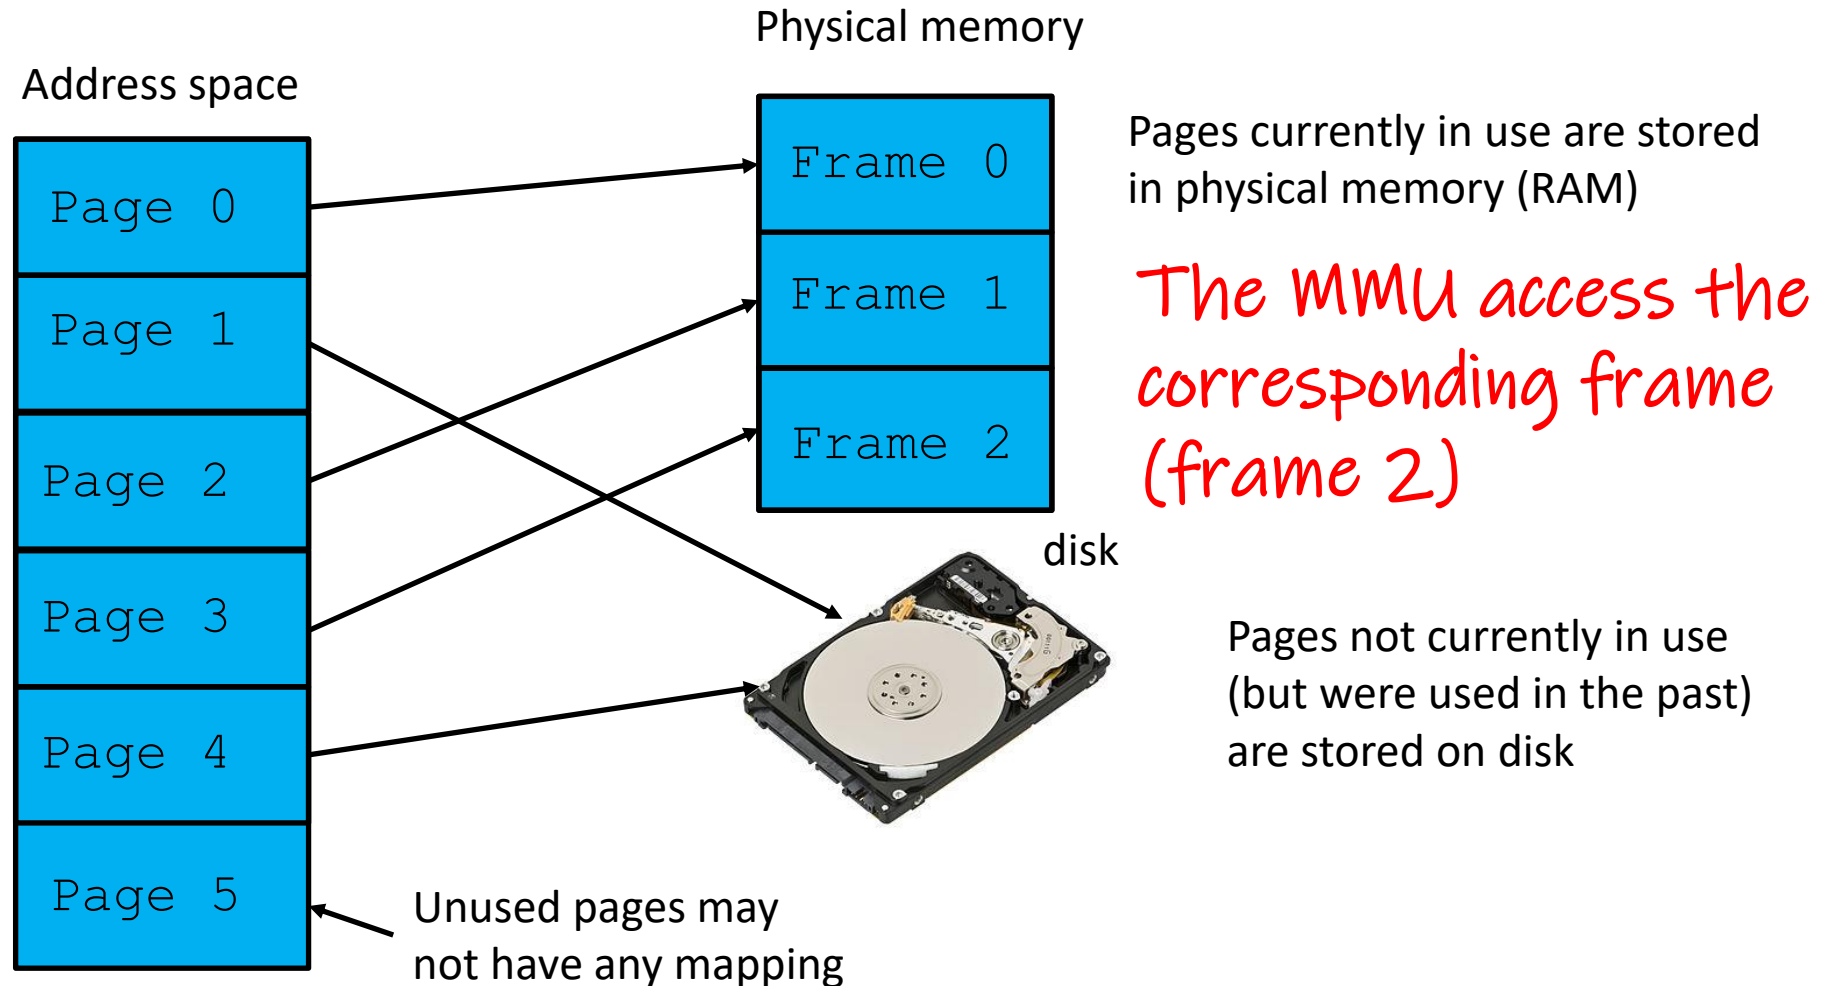 Physical memory
Address space
Page 0
Page 1
Page 2
Page 3
Page 4
Page 5
Frame 0
Frame 1
Frame 2
Pages currently in use are stored
in physical memory (RAM)
The MMU access the
corresponding frame
(frame 2)
disk
Pages not currently in use
(but were used in the past)
are stored on disk
Unused pages may
not have any mapping